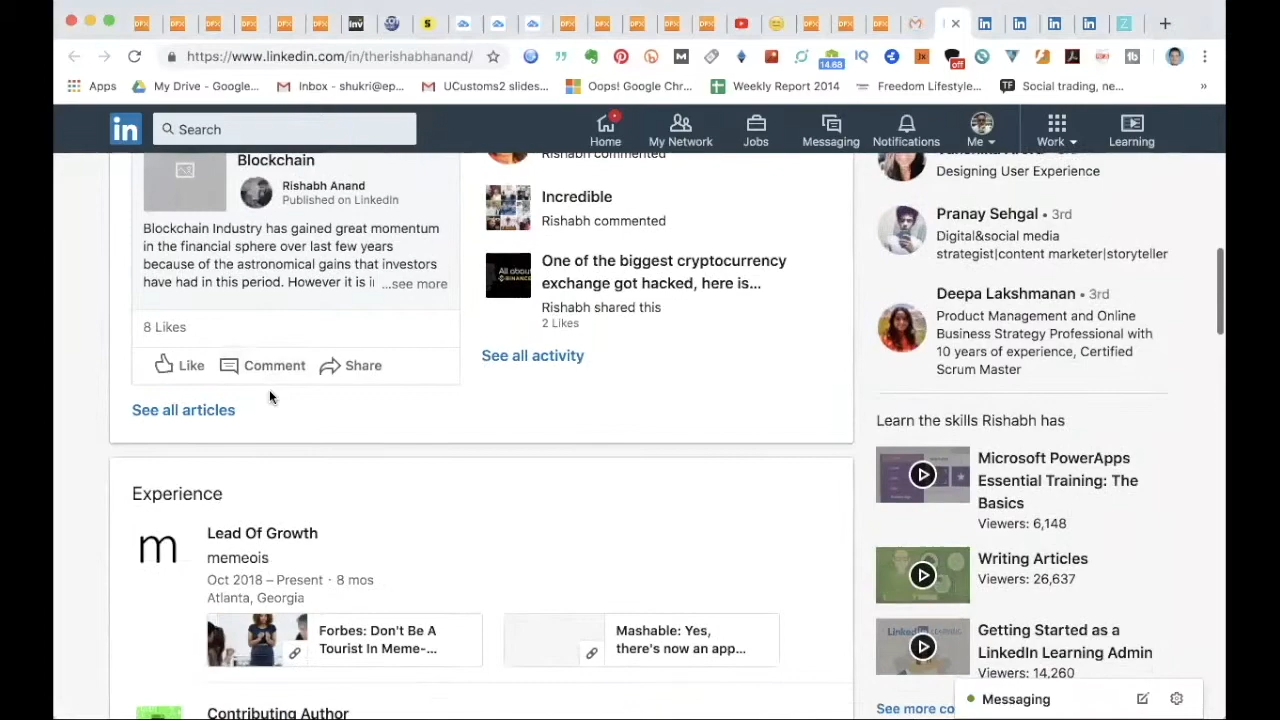 https://www.linkedin.com/in/therishabhanand/
14.68
off
Apps
My Drive - Google...
Inbox - shukri@ep...
UCustoms2 slides...
Oops! Google Chr...
Weekly Report 2014
Freedom Lifestyle...
Social trading, ne...
»
in
Search
Home
My Network
Jobs
Messaging
Notifications
Me
Work
Learning
Blockchain
Rishabh Anand
Published on LinkedIn
Blockchain Industry has gained great momentum
in the financial sphere over last few years
because of the astronomical gains that investors
have had in this period. However it is i ...see more
8 Likes
Like
Comment
Share
See all articles
Rishabh commented
Incredible
Rishabh commented
One of the biggest cryptocurrency
exchange got hacked, here is...
Rishabh shared this
2 Likes
See all activity
Experience
m
Lead Of Growth
memeois
Oct 2018 – Present · 8 mos
Atlanta, Georgia
Forbes: Don't Be A
Tourist In Meme-...
Mashable: Yes,
there's now an app...
Contributing Author
Designing User Experience
Pranay Sehgal • 3rd
Digital&social media
strategist|content marketer|storyteller
Deepa Lakshmanan • 3rd
Product Management and Online
Business Strategy Professional with
10 years of experience, Certified
Scrum Master
Learn the skills Rishabh has
Microsoft PowerApps
Essential Training: The
Basics
Viewers: 6,148
Writing Articles
Viewers: 26,637
Getting Started as a
LinkedIn Learning Admin
Viewers: 14,260
See more co
Messaging